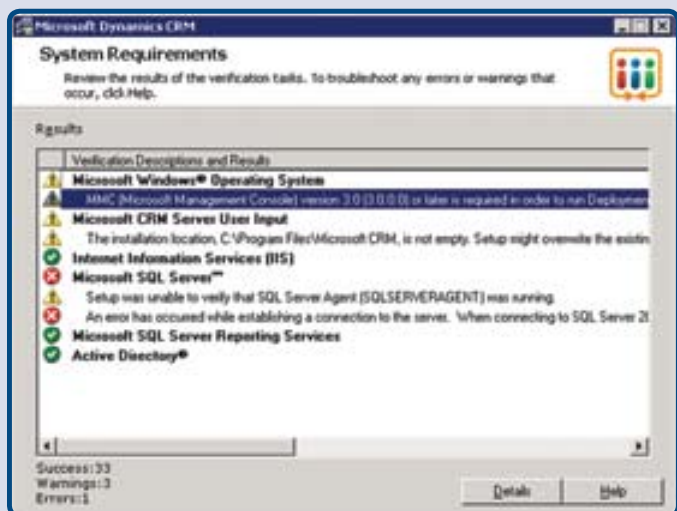 Microsoft Dynamics CRM
System Requirements
Review the results of the verification tasks. To troubleshoot any errors or warnings that
occur, click Help.
Results
Verification Descriptions and Results
Microsoft Windows® Operating System
MMC (Microsoft Management Console) version 3.0 (3.0.0.0) or later is required in order to run Deploymen
Microsoft CRM Server User Input
The installation location, C:\Program Files\Microsoft CRM, is not empty. Setup might overwrite the existin
Internet Information Services (IIS)
Microsoft SQL Server™
Setup was unable to verify that SQL Server Agent (SQLSERVERAGENT) was running.
An error has occurred while establishing a connection to the server. When connecting to SQL Server 20
Microsoft SQL Server Reporting Services
Active Directory®
Success:33
Warnings:3
Errors:1
Details
Help